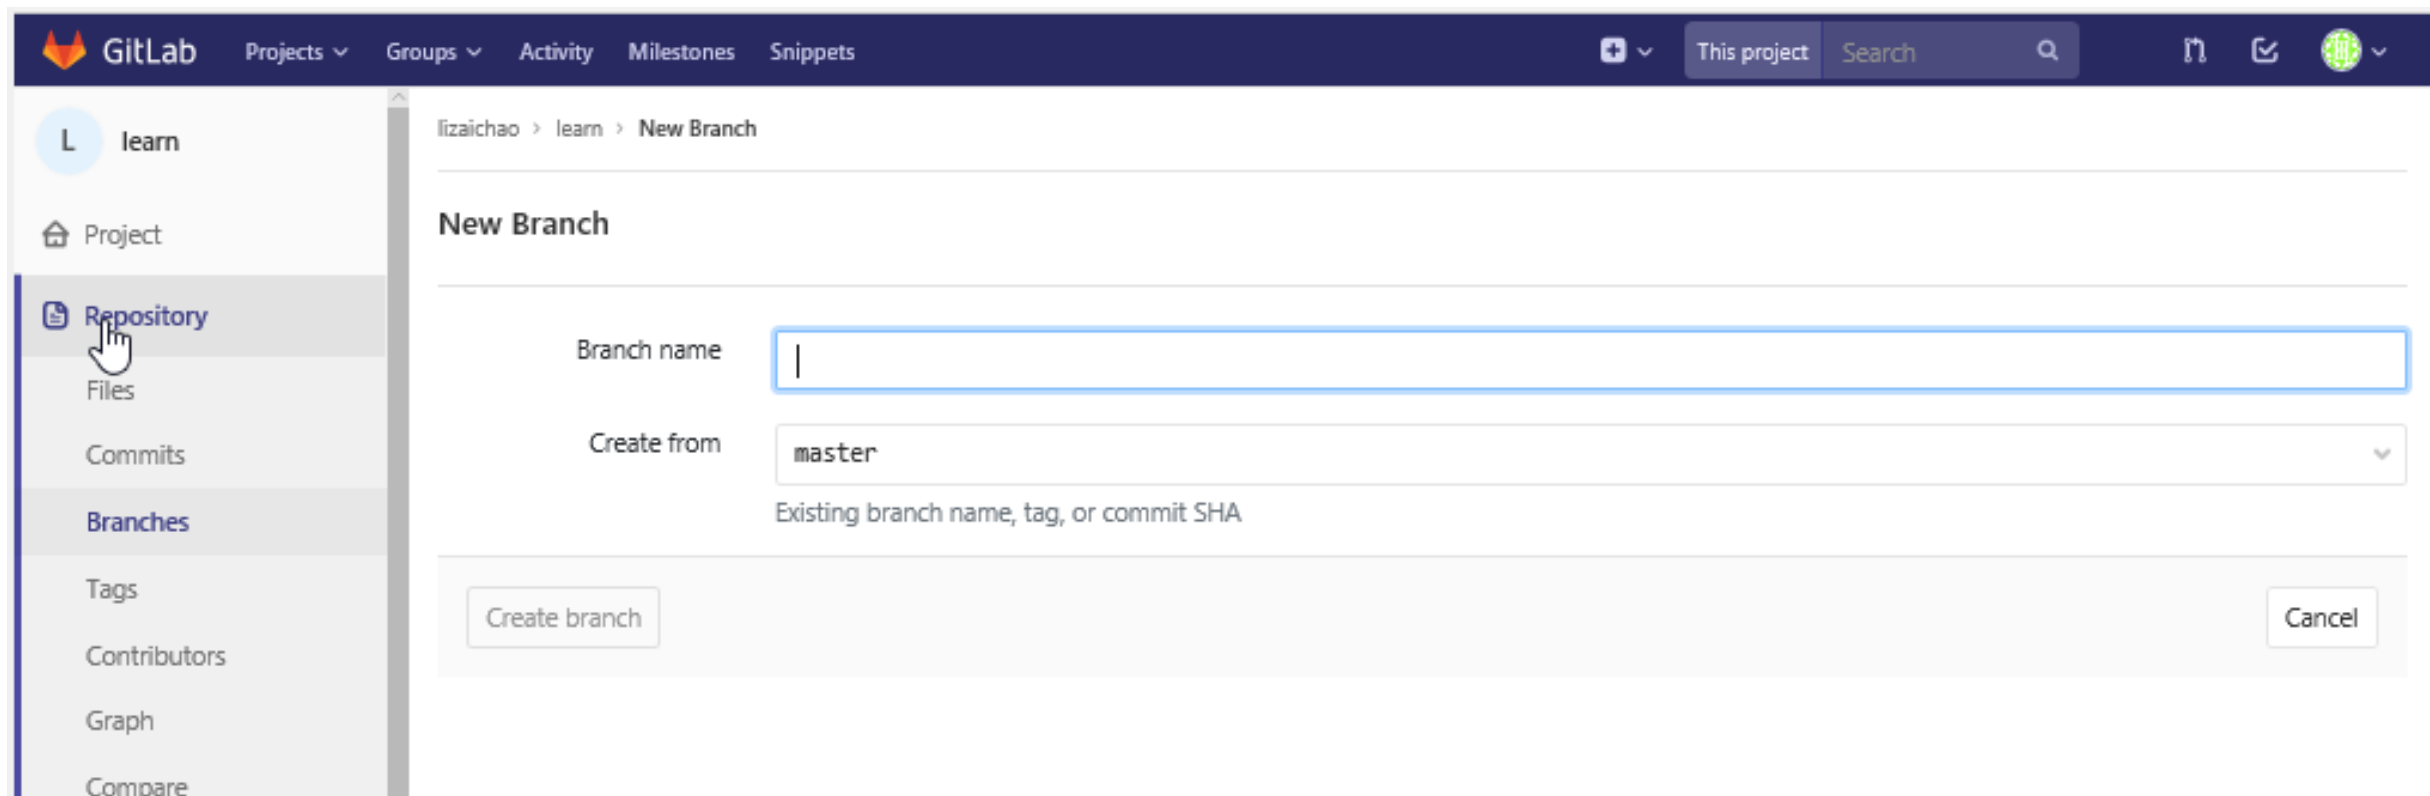 GitLab Projects Groups Activity Milestones Snippets This project Search
L learn
lizaichao > learn > New Branch
Project
New Branch
Repository
Branch name
Files
Create from master
Commits
Existing branch name, tag, or commit SHA
Branches
Tags
Create branch Cancel
Contributors
Graph
Compare